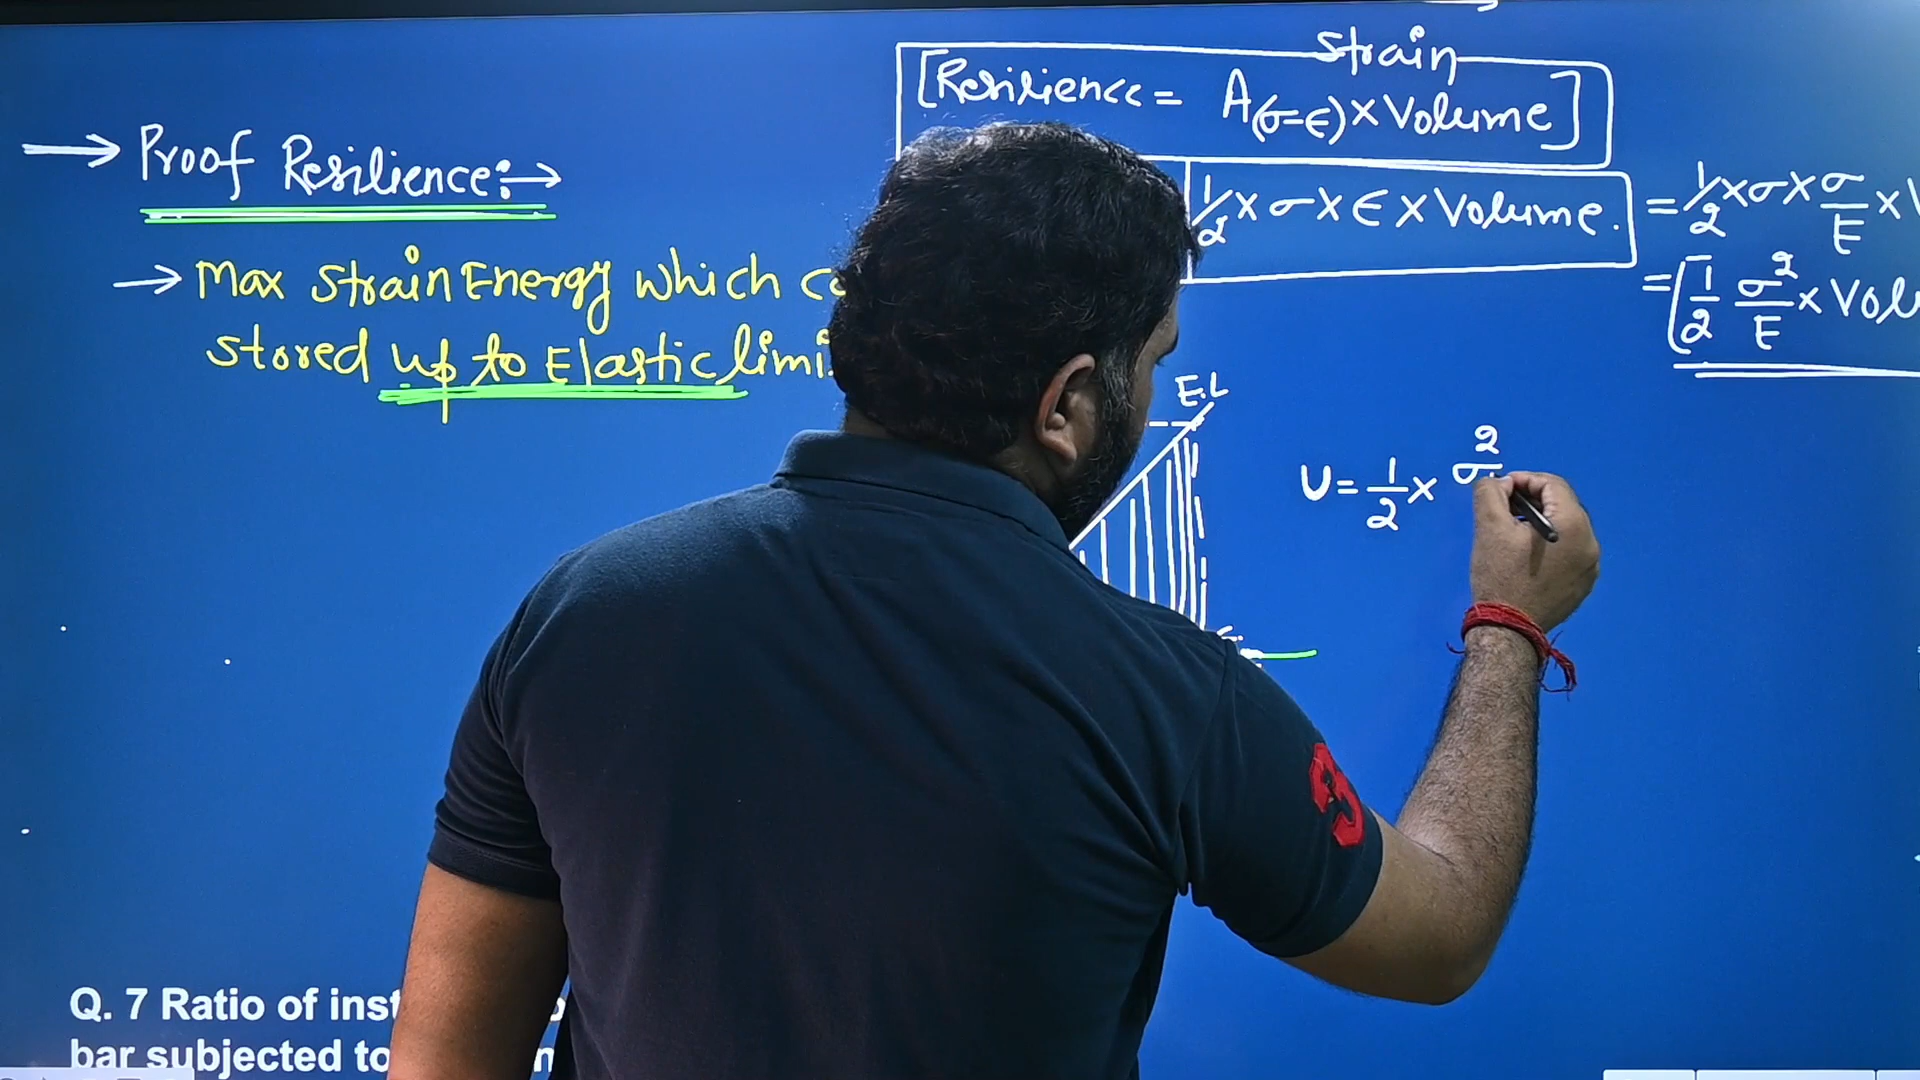 Strain
[Resilience = A(σ-ε) × Volume]
→ Proof Resilience:→
1/2 × σ × ε × Volume.
= 1/2 × σ × σ/E × V
→ Max Strain Energy which
= [1/2 σ²/E × Vol
stored up to Elastic limi
E.L
U = 1/2 × σ²
3
Q. 7 Ratio of inst
bar subjected to